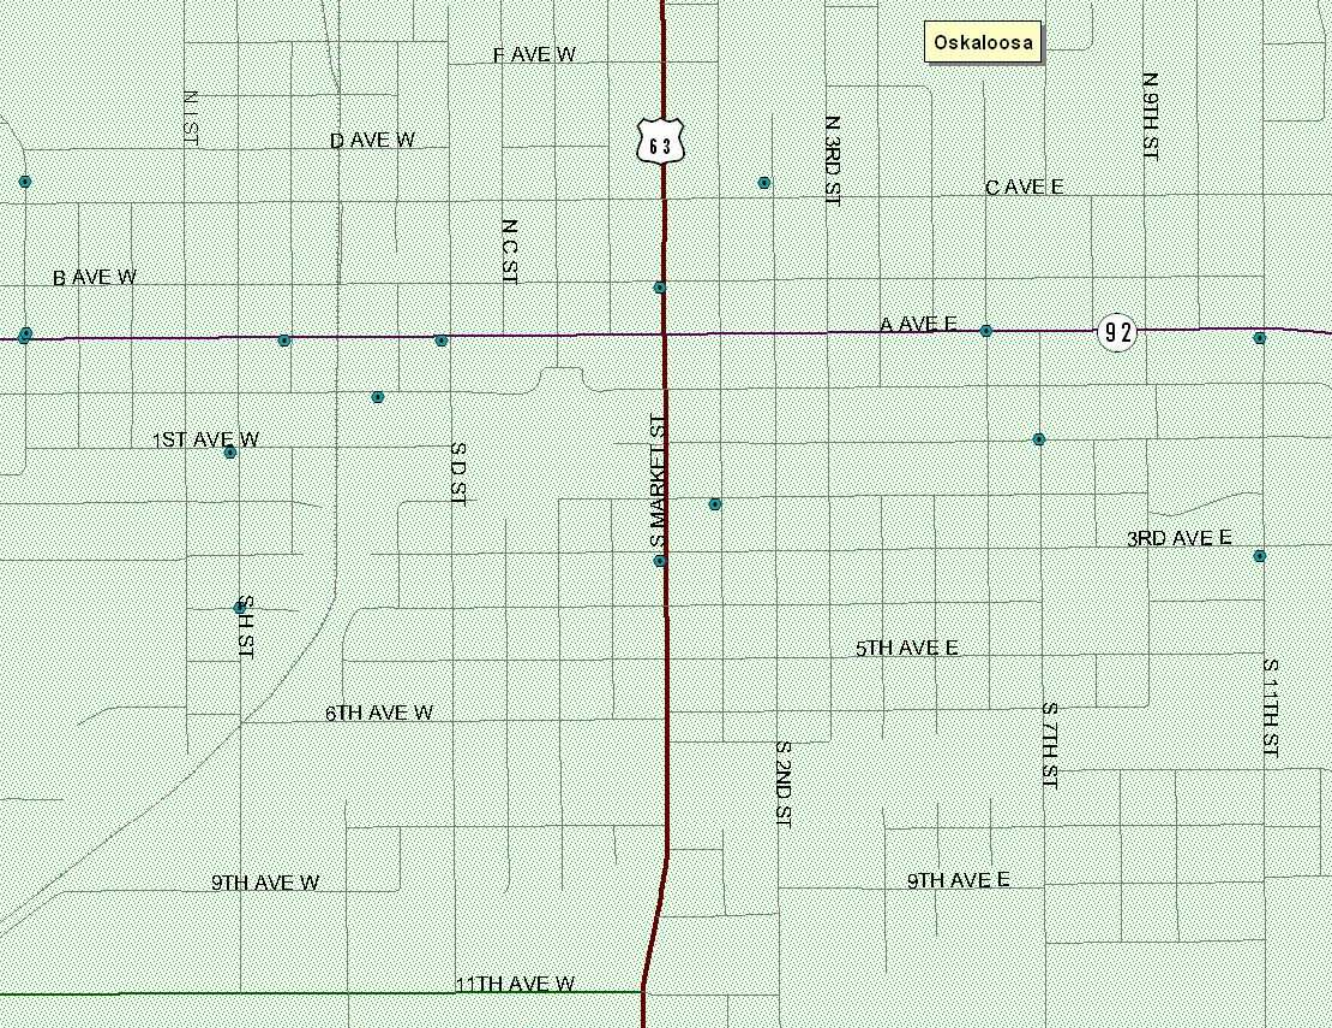 Oskaloosa
F AVE W
N I ST
N 9TH ST
D AVE W
63
N 3RD ST
C AVE E
N C ST
B AVE W
A AVE E
92
1ST AVE W
S D ST
S MARKET ST
3RD AVE E
S H ST
5TH AVE E
6TH AVE W
S 11TH ST
S 7TH ST
S 2ND ST
9TH AVE W
9TH AVE E
11TH AVE W